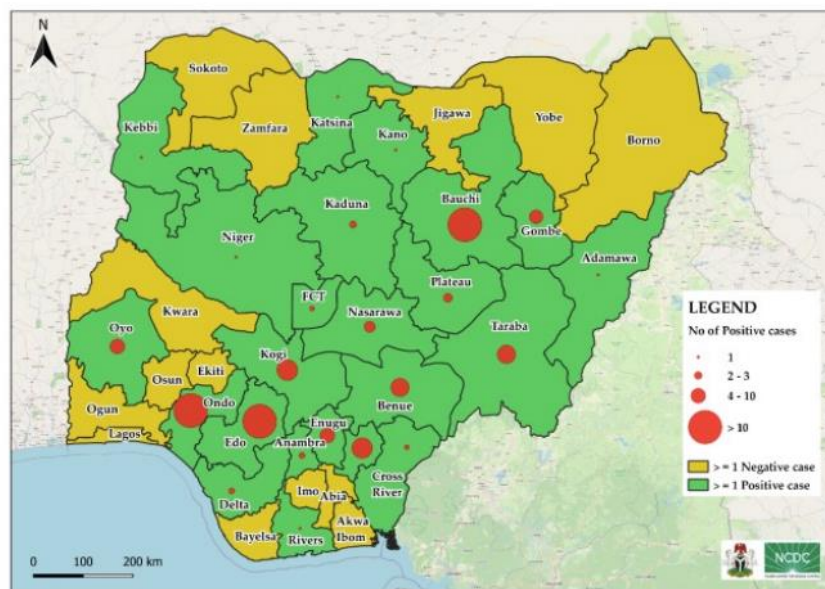 N
Sokoto
Kebbi
Zamfara
Katsina
Kano
Jigawa
Yobe
Borno
Kaduna
Bauchi
Gombe
Niger
Adamawa
FCT
Plateau
Nasarawa
Kwara
Oyo
Taraba
Kogi
Osun
Ekiti
Ogun
Ondo
Benue
Lagos
Edo
Enugu
Anambra
Cross
River
Delta
Imo
Abia
Akwa
Ibom
Bayelsa
Rivers
LEGEND
No of Positive cases
1
2 - 3
4 - 10
> 10
> = 1 Negative case
> = 1 Positive case
0 100 200 km
NCDC